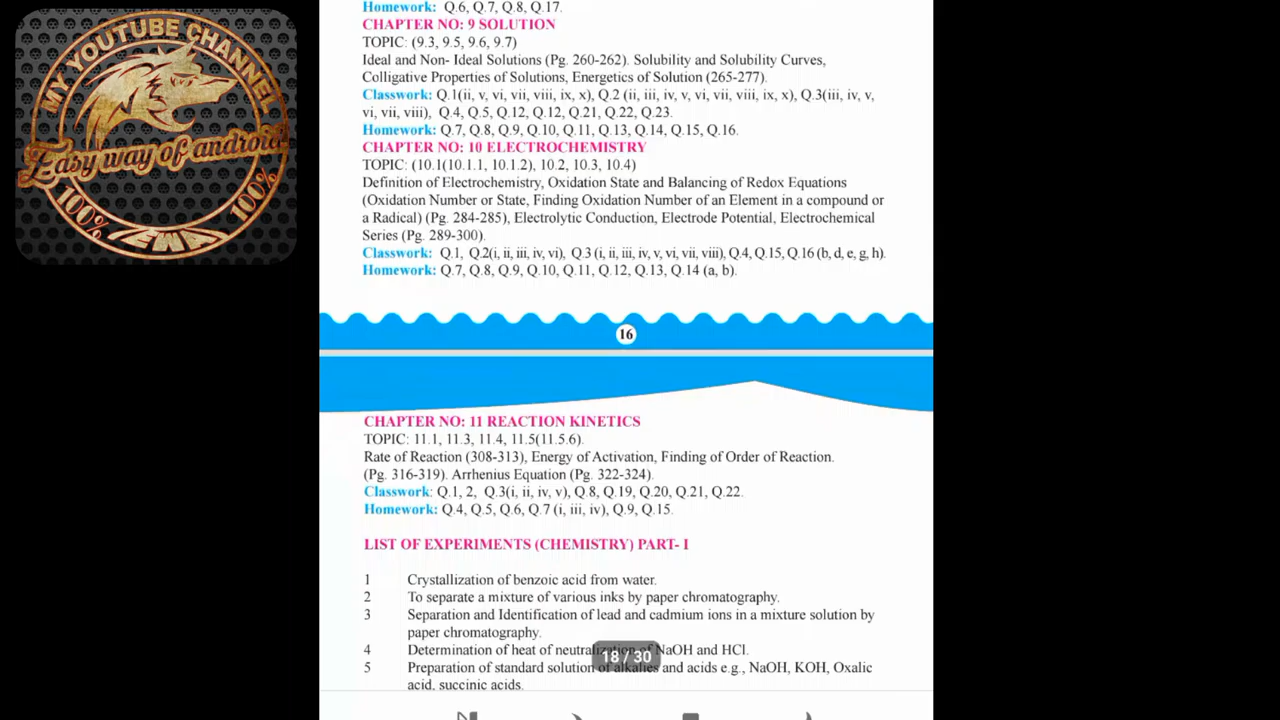 MY YOUTUBE CHANNEL
Easy way of android
100% 100%
Homework: Q.6, Q.7, Q.8, Q.17.
CHAPTER NO: 9 SOLUTION
TOPIC: (9.3, 9.5, 9.6, 9.7)
Ideal and Non- Ideal Solutions (Pg. 260-262). Solubility and Solubility Curves,
Colligative Properties of Solutions, Energetics of Solution (265-277).
Classwork: Q.1(ii, v, vi, vii, viii, ix, x), Q.2 (ii, iii, iv, v, vi, vii, viii, ix, x), Q.3(iii, iv, v,
vi, vii, viii), Q.4, Q.5, Q.12, Q.12, Q.21, Q.22, Q.23.
Homework: Q.7, Q.8, Q.9, Q.10, Q.11, Q.13, Q.14, Q.15, Q.16.
CHAPTER NO: 10 ELECTROCHEMISTRY
TOPIC: (10.1(10.1.1, 10.1.2), 10.2, 10.3, 10.4)
Definition of Electrochemistry, Oxidation State and Balancing of Redox Equations
(Oxidation Number or State, Finding Oxidation Number of an Element in a compound or
a Radical) (Pg. 284-285), Electrolytic Conduction, Electrode Potential, Electrochemical
Series (Pg. 289-300).
Classwork: Q.1, Q.2(i, ii, iii, iv, vi), Q.3 (i, ii, iii, iv, v, vi, vii, viii), Q.4, Q.15, Q.16 (b, d, e, g, h).
Homework: Q.7, Q.8, Q.9, Q.10, Q.11, Q.12, Q.13, Q.14 (a, b).
16
CHAPTER NO: 11 REACTION KINETICS
TOPIC: 11.1, 11.3, 11.4, 11.5(11.5.6).
Rate of Reaction (308-313), Energy of Activation, Finding of Order of Reaction.
(Pg. 316-319). Arrhenius Equation (Pg. 322-324).
Classwork: Q.1, 2, Q.3(i, ii, iv, v), Q.8, Q.19, Q.20, Q.21, Q.22.
Homework: Q.4, Q.5, Q.6, Q.7 (i, iii, iv), Q.9, Q.15.
LIST OF EXPERIMENTS (CHEMISTRY) PART- I
1 Crystallization of benzoic acid from water.
2 To separate a mixture of various inks by paper chromatography.
3 Separation and Identification of lead and cadmium ions in a mixture solution by
paper chromatography.
4 Determination of heat of neutralization of NaOH and HCl.
5 Preparation of standard solution of alkalies and acids e.g., NaOH, KOH, Oxalic
acid, succinic acids.
18 / 30